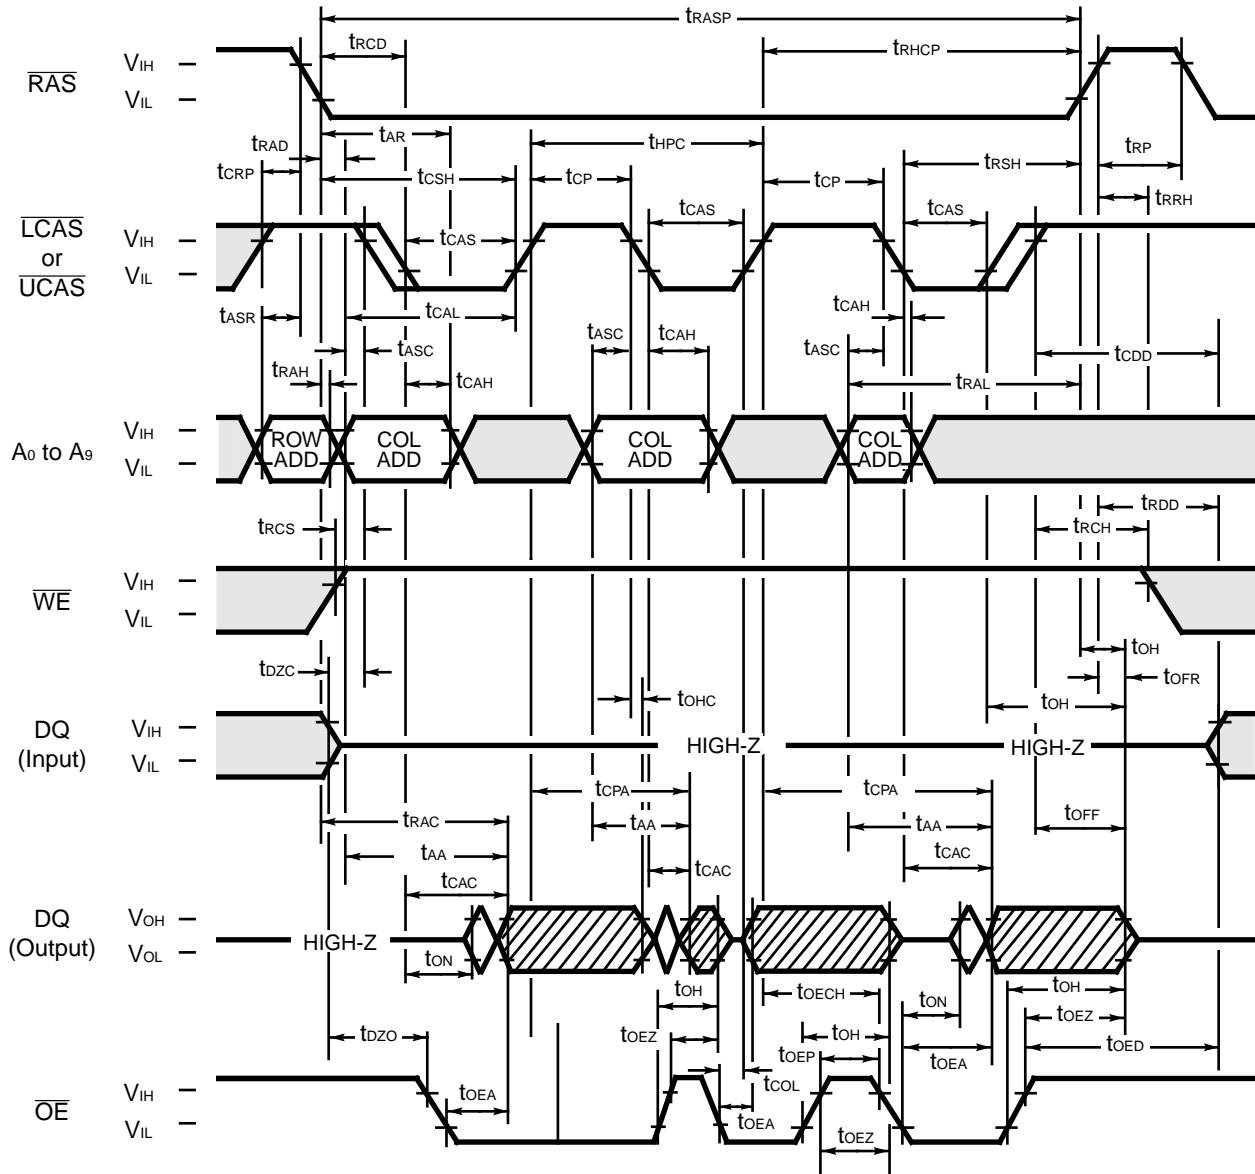 tRASP
tRCD
tRHCP
RAS
VIH
VIL
tRAD
tAR
tHPC
tRP
tCRP
tCSH
tCP
tCP
tRSH
tRRH
LCAS
or
UCAS
VIH
VIL
tCAS
tCAS
tCAS
tASR
tCAL
tCAH
tASC
tASC
tCAH
tASC
tCDD
tRAH
tCAH
tRAL
A0 to A9
VIH
VIL
ROW
ADD
COL
ADD
COL
ADD
COL
ADD
tRDD
tRCS
tRCH
WE
VIH
VIL
tOH
tDZC
tOHC
tOH
tOFR
DQ
(Input)
VIH
VIL
HIGH-Z
HIGH-Z
tCPA
tCPA
tRAC
tAA
tAA
tOFF
tAA
tCAC
tCAC
tCAC
DQ
(Output)
VOH
VOL
HIGH-Z
tON
tOH
tOECH
tON
tOH
tDZO
tOEZ
tOH
tOEP
tOEA
tOEZ
tOED
tCOL
OE
VIH
VIL
tOEA
tOEA
tOEZ